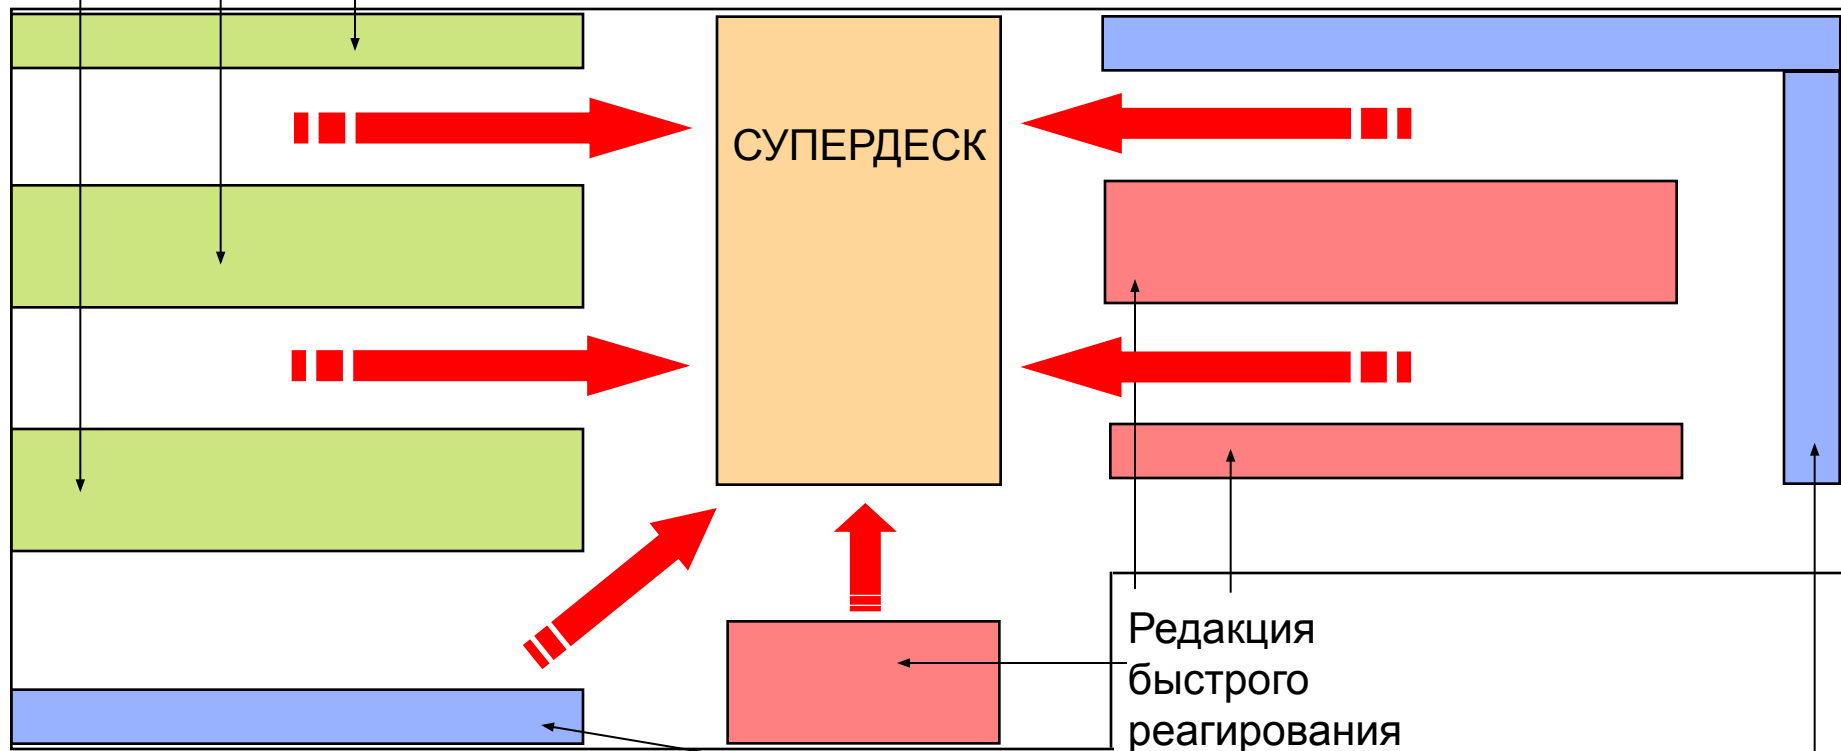 СУПЕРДЕСК
Редакция
быстрого
реагирования